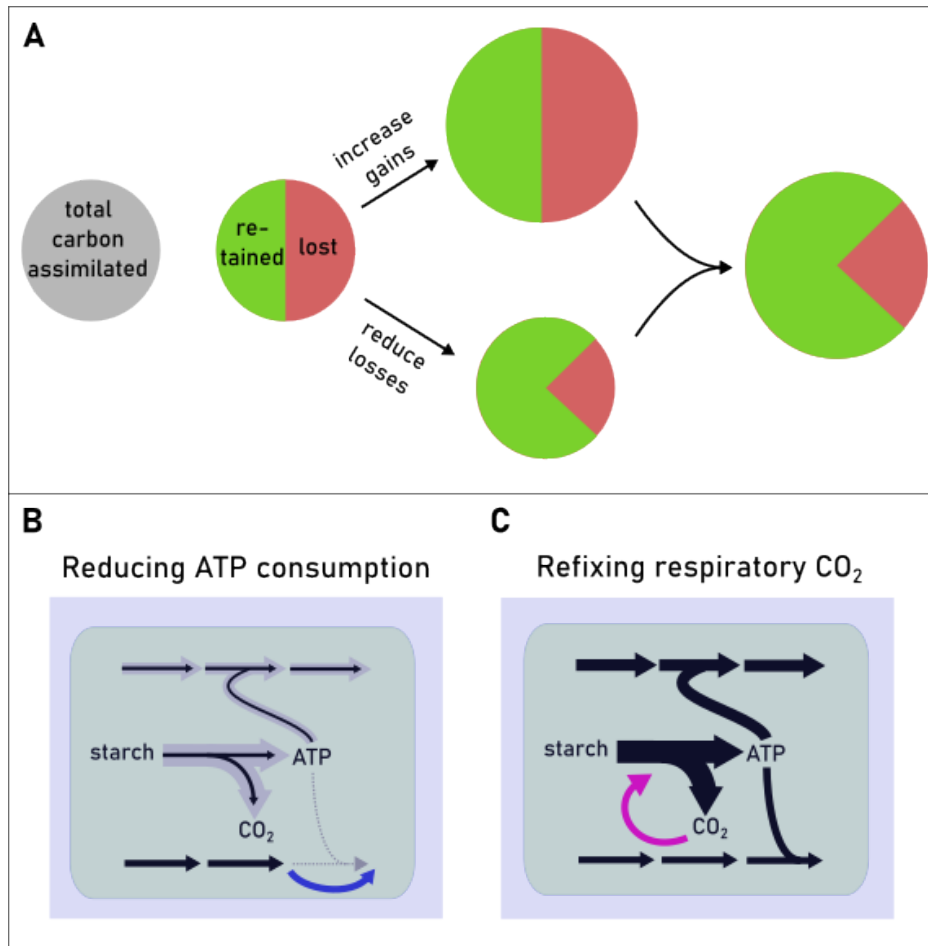 A
total
carbon
assimilated
re-
tained
lost
increase
gains
reduce
losses
B
Reducing ATP consumption
starch
ATP
CO₂
C
Refixing respiratory CO₂
starch
ATP
CO₂